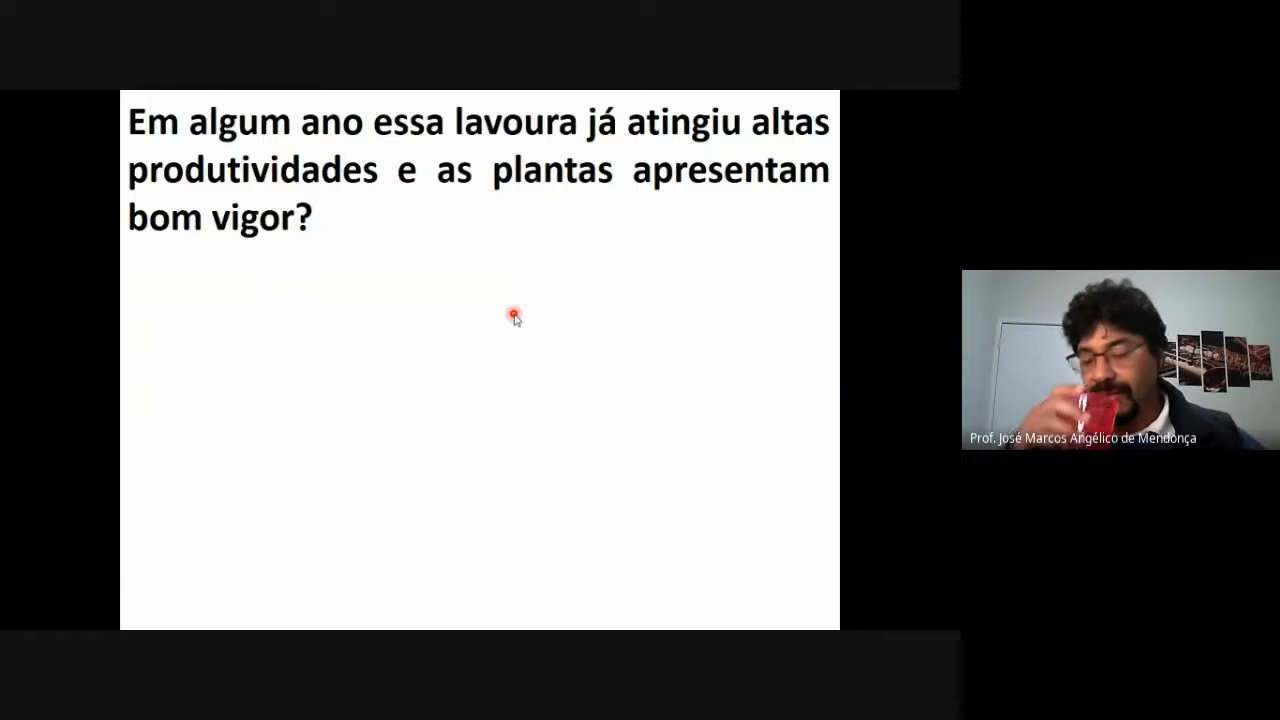 Em algum ano essa lavoura já atingiu altas
produtividades e as plantas apresentam
bom vigor?
Prof. José Marcos Angélico de Mendonça